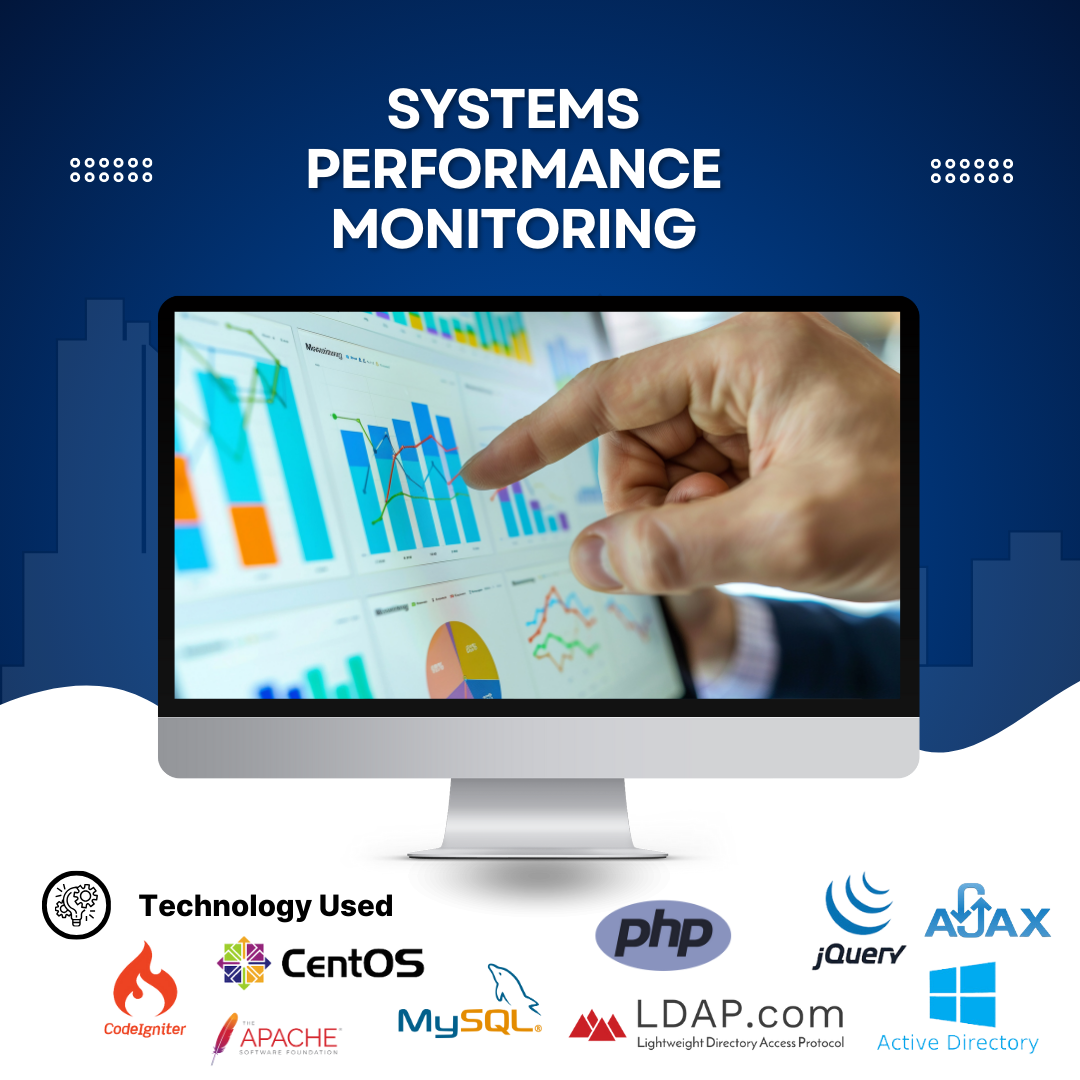 SYSTEMS
PERFORMANCE
MONITORING
Monitoring
Technology Used
CodeIgniter
CentOS
THE
APACHE®
SOFTWARE FOUNDATION
MySQL®
php
LDAP.com
Lightweight Directory Access Protocol
jQuery
AJAX
Active Directory